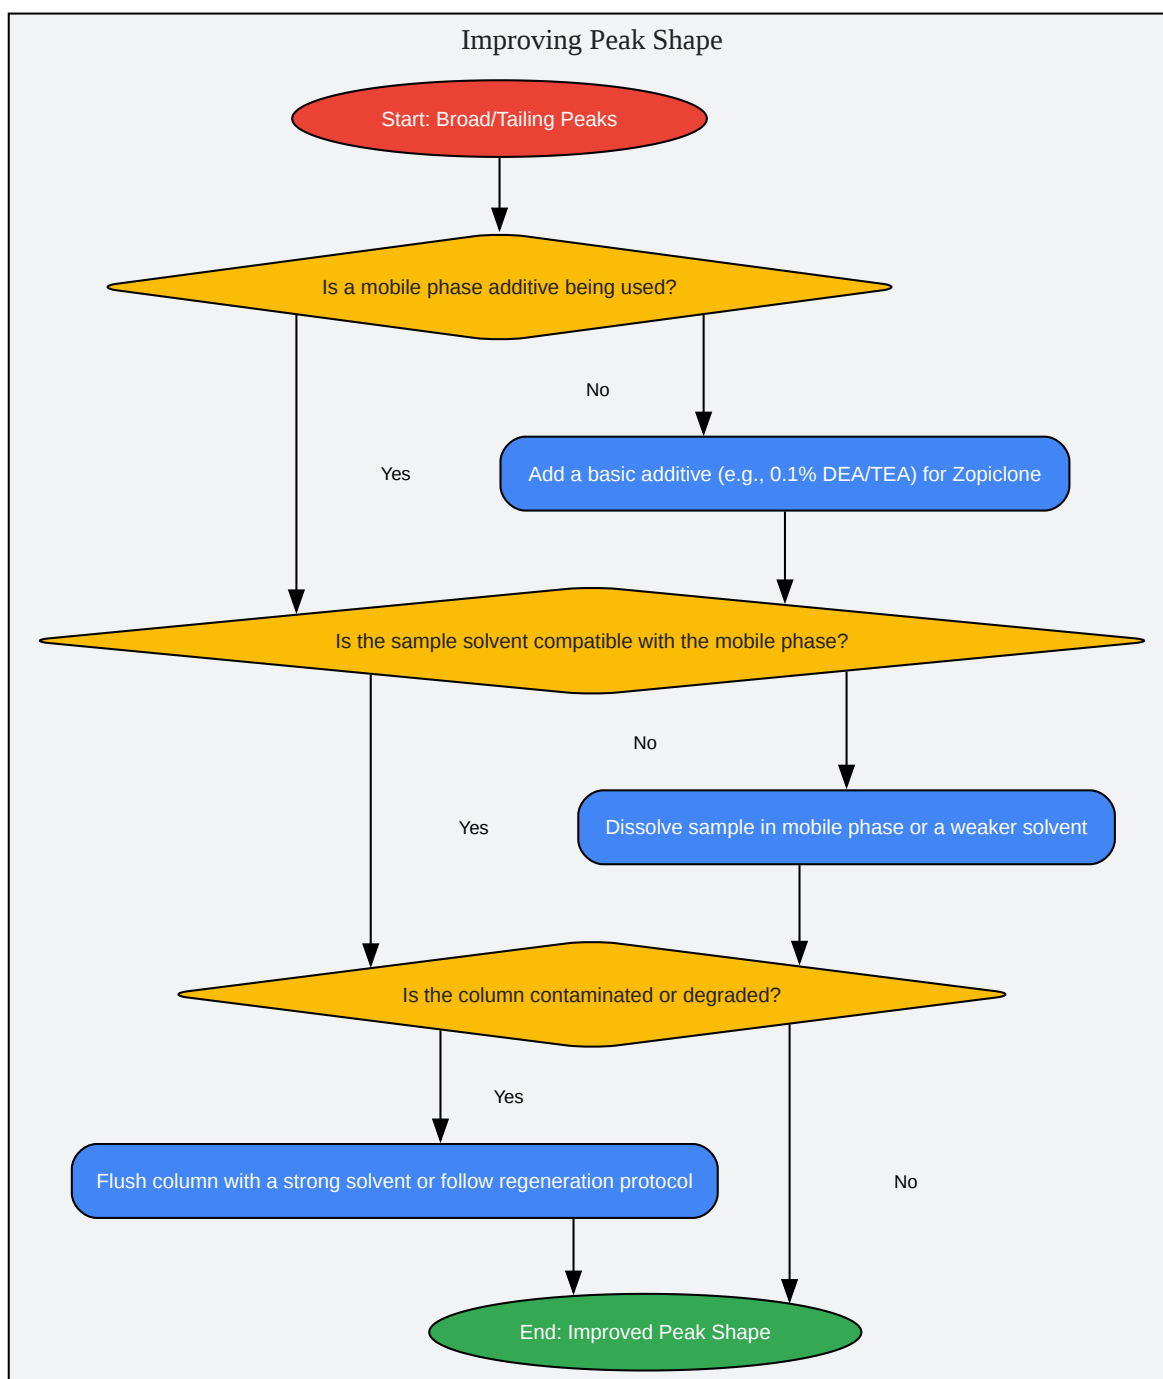 Improving Peak Shape
Start: Broad/Tailing Peaks
Is a mobile phase additive being used?
No
Yes
Add a basic additive (e.g., 0.1% DEA/TEA) for Zopiclone
Is the sample solvent compatible with the mobile phase?
No
Yes
Dissolve sample in mobile phase or a weaker solvent
Is the column contaminated or degraded?
Yes
Flush column with a strong solvent or follow regeneration protocol
No
End: Improved Peak Shape